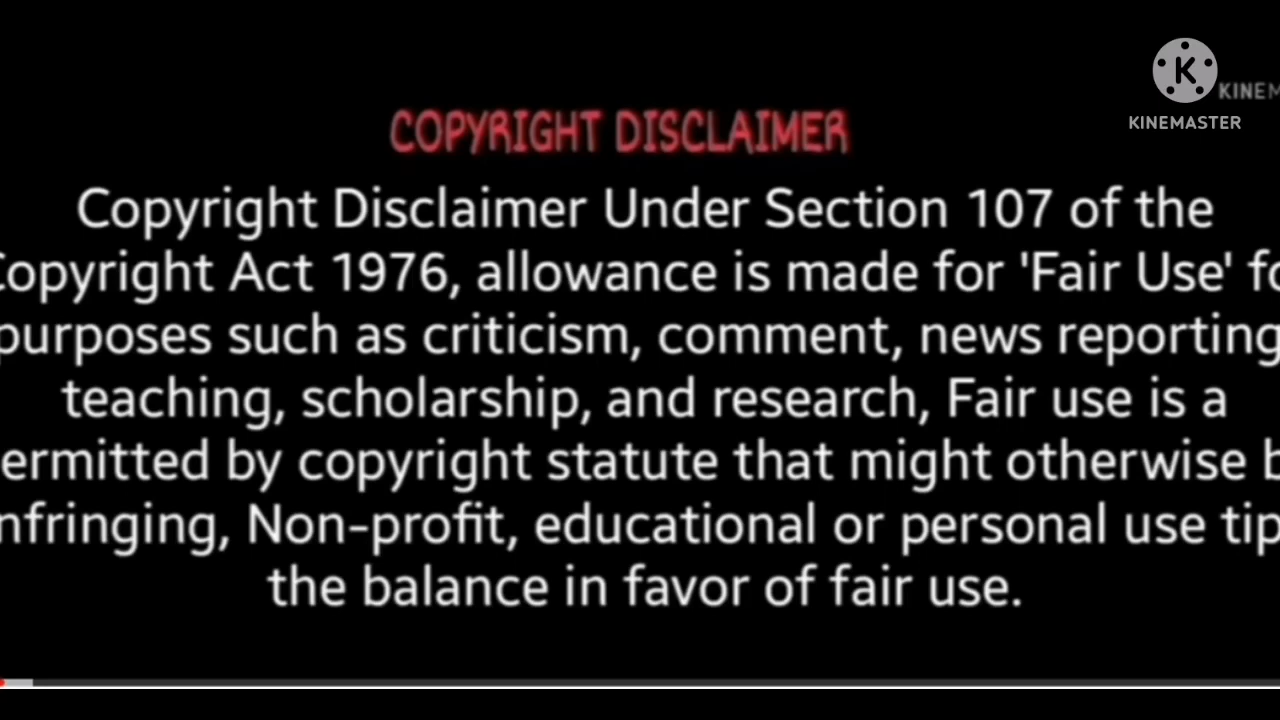 KINEM
KINEMASTER
COPYRIGHT DISCLAIMER
Copyright Disclaimer Under Section 107 of the
Copyright Act 1976, allowance is made for 'Fair Use' fo
purposes such as criticism, comment, news reporting
teaching, scholarship, and research, Fair use is a
ermitted by copyright statute that might otherwise b
nfringing, Non-profit, educational or personal use tip
the balance in favor of fair use.